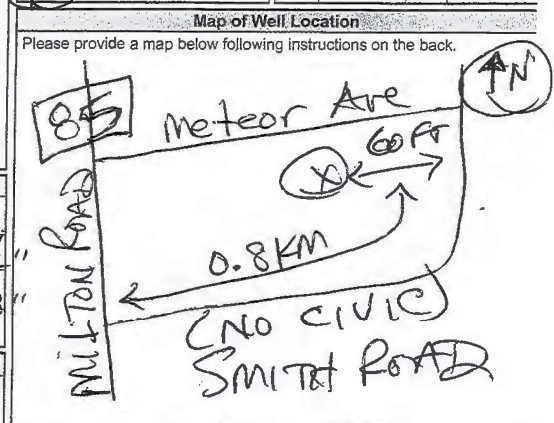 Map of Well Location
Please provide a map below following instructions on the back.
N
85
Meteor Ave
60 Ft
X
MILTON ROAD
0.8 KM
(NO CIVIC)
SMITH ROAD